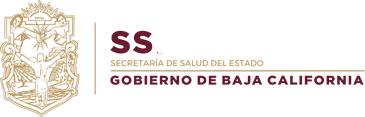 SS
SECRETARÍA DE SALUD DEL ESTADO
GOBIERNO DE BAJA CALIFORNIA